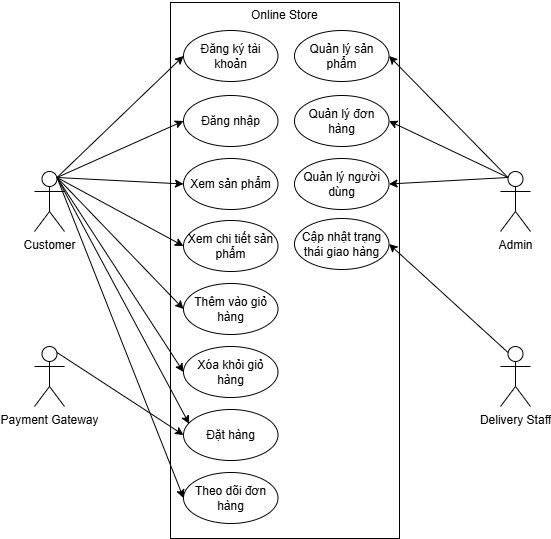 Online Store
Đăng ký tài
khoản
Quản lý sản
phẩm
Đăng nhập
Quản lý đơn
hàng
Xem sản phẩm
Quản lý người
dùng
Customer
Admin
Xem chi tiết sản
phẩm
Cập nhật trạng
thái giao hàng
Thêm vào giỏ
hàng
Xóa khỏi giỏ
hàng
Payment Gateway
Delivery Staff
Đặt hàng
Theo dõi đơn
hàng